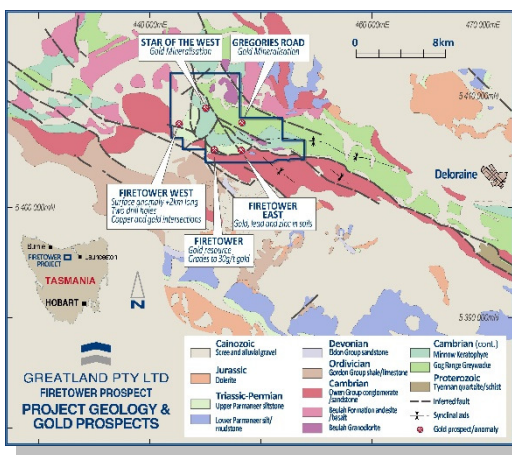 440 000mE
460 000mE
470 000mE
STAR OF THE WEST
Gold Mineralisation
GREGORIES ROAD
Gold Mineralisation
0 8km
5 410 000mN
Deloraine
FIRETOWER WEST
Surface anomaly +2km long
Two drill holes
Copper and gold intersections
FIRETOWER
EAST
Gold, lead and zinc in soils
5 400 000mN
FIRETOWER
Gold resource
Grades to 30g/t gold
Burnie
FIRETOWER
PROJECT
LAUNCESTON
TASMANIA
HOBART
N
5 390 000mN
GREATLAND PTY LTD
FIRETOWER PROSPECT
PROJECT GEOLOGY &
GOLD PROSPECTS
Cainozoic
Scree and alluvial gravel
Jurassic
Dolerite
Triassic-Permian
Upper Parmaneer siltstone
Lower Parmaneer silt/
mudstone
Devonian
Eldon Group sandstone
Ordivician
Gordon Group shale/limestone
Cambrian
Owen Group conglomerate
/sandstone
Beulah Formation andesite
/basalt
Beulah Granodiorite
Cambrian (cont.)
Minnow Keratophyre
Gog Range Greywacke
Proterozoic
Tyennan quartzite/schist
Inferred fault
Synclinal axis
Gold prospect/anomaly